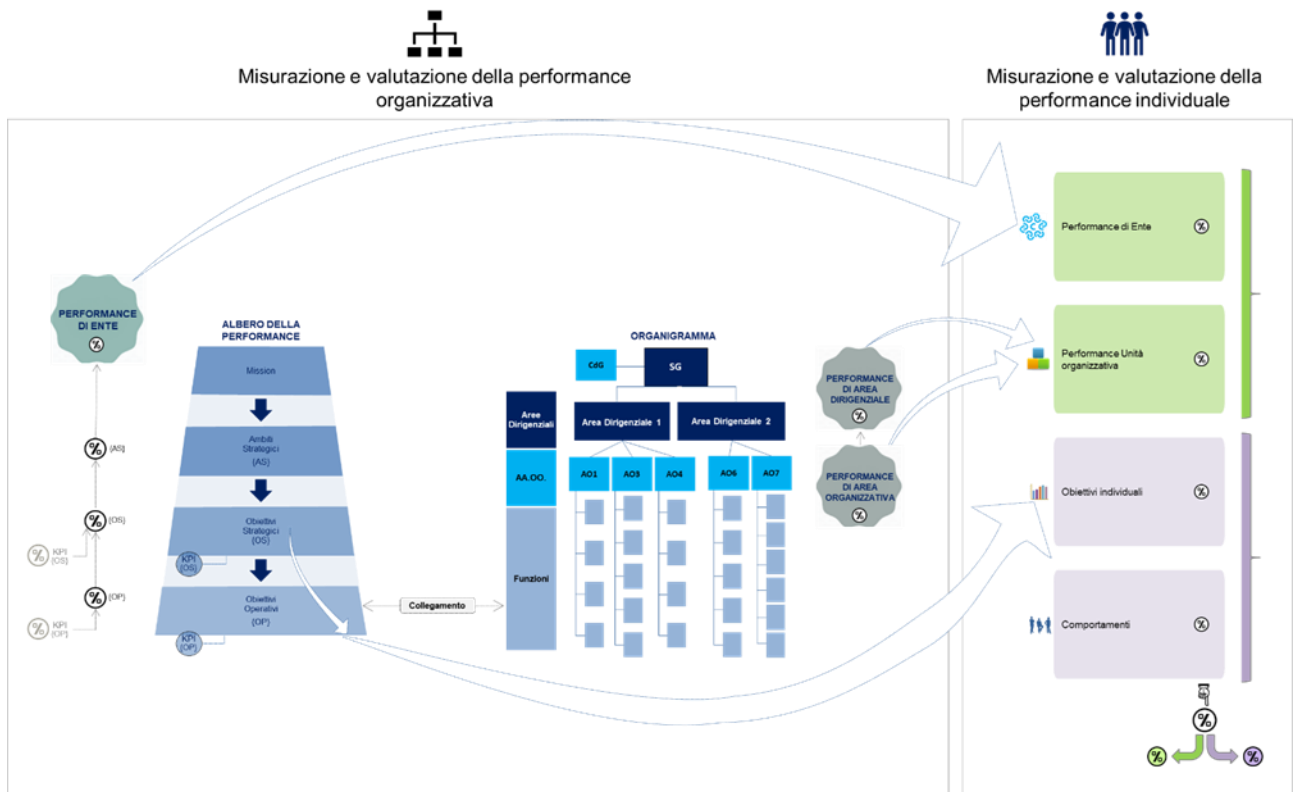 Misurazione e valutazione della performance
organizzativa
Misurazione e valutazione della
performance individuale
PERFORMANCE
DI ENTE
%
% (AS)
% (OS)
% KPI
(OS)
% (OP)
% KPI
(OP)
ALBERO DELLA
PERFORMANCE
Mission
Ambiti
Strategici
(AS)
Obiettivi
Strategici
(OS)
KPI
(OS)
Obiettivi
Operativi
(OP)
KPI
(OP)
Collegamento
ORGANIGRAMMA
CdG
SG
Aree
Dirigenziali
Area Dirigenziale 1
Area Dirigenziale 2
AA.OO.
AO1
AO3
AO4
AO6
AO7
Funzioni
PERFORMANCE
DI AREA
DIRIGENZIALE
%
PERFORMANCE
DI AREA
ORGANIZZATIVA
%
Performance di Ente %
Performance Unità
organizzativa
%
Obiettivi individuali %
Comportamenti %
%
% %